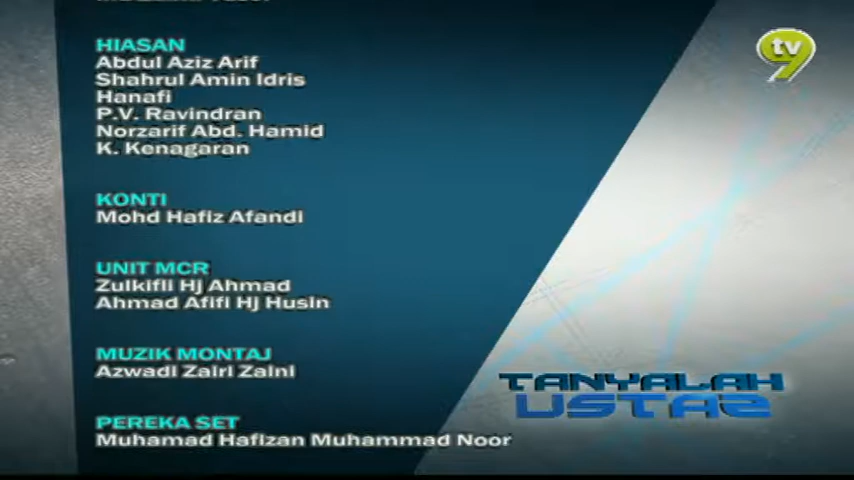 HIASAN
Abdul Aziz Arif
Shahrul Amin Idris
Hanafi
P.V. Ravindran
Norzarif Abd. Hamid
K. Kenagaran
KONTI
Mohd Hafiz Afandi
UNIT MCR
Zulkifli Hj Ahmad
Ahmad Afifi Hj Husin
MUZIK MONTAJ
Azwadi Zairi Zaini
PEREKA SET
Muhamad Hafizan Muhammad Noor
tv9
TANYALAH
USTAZ